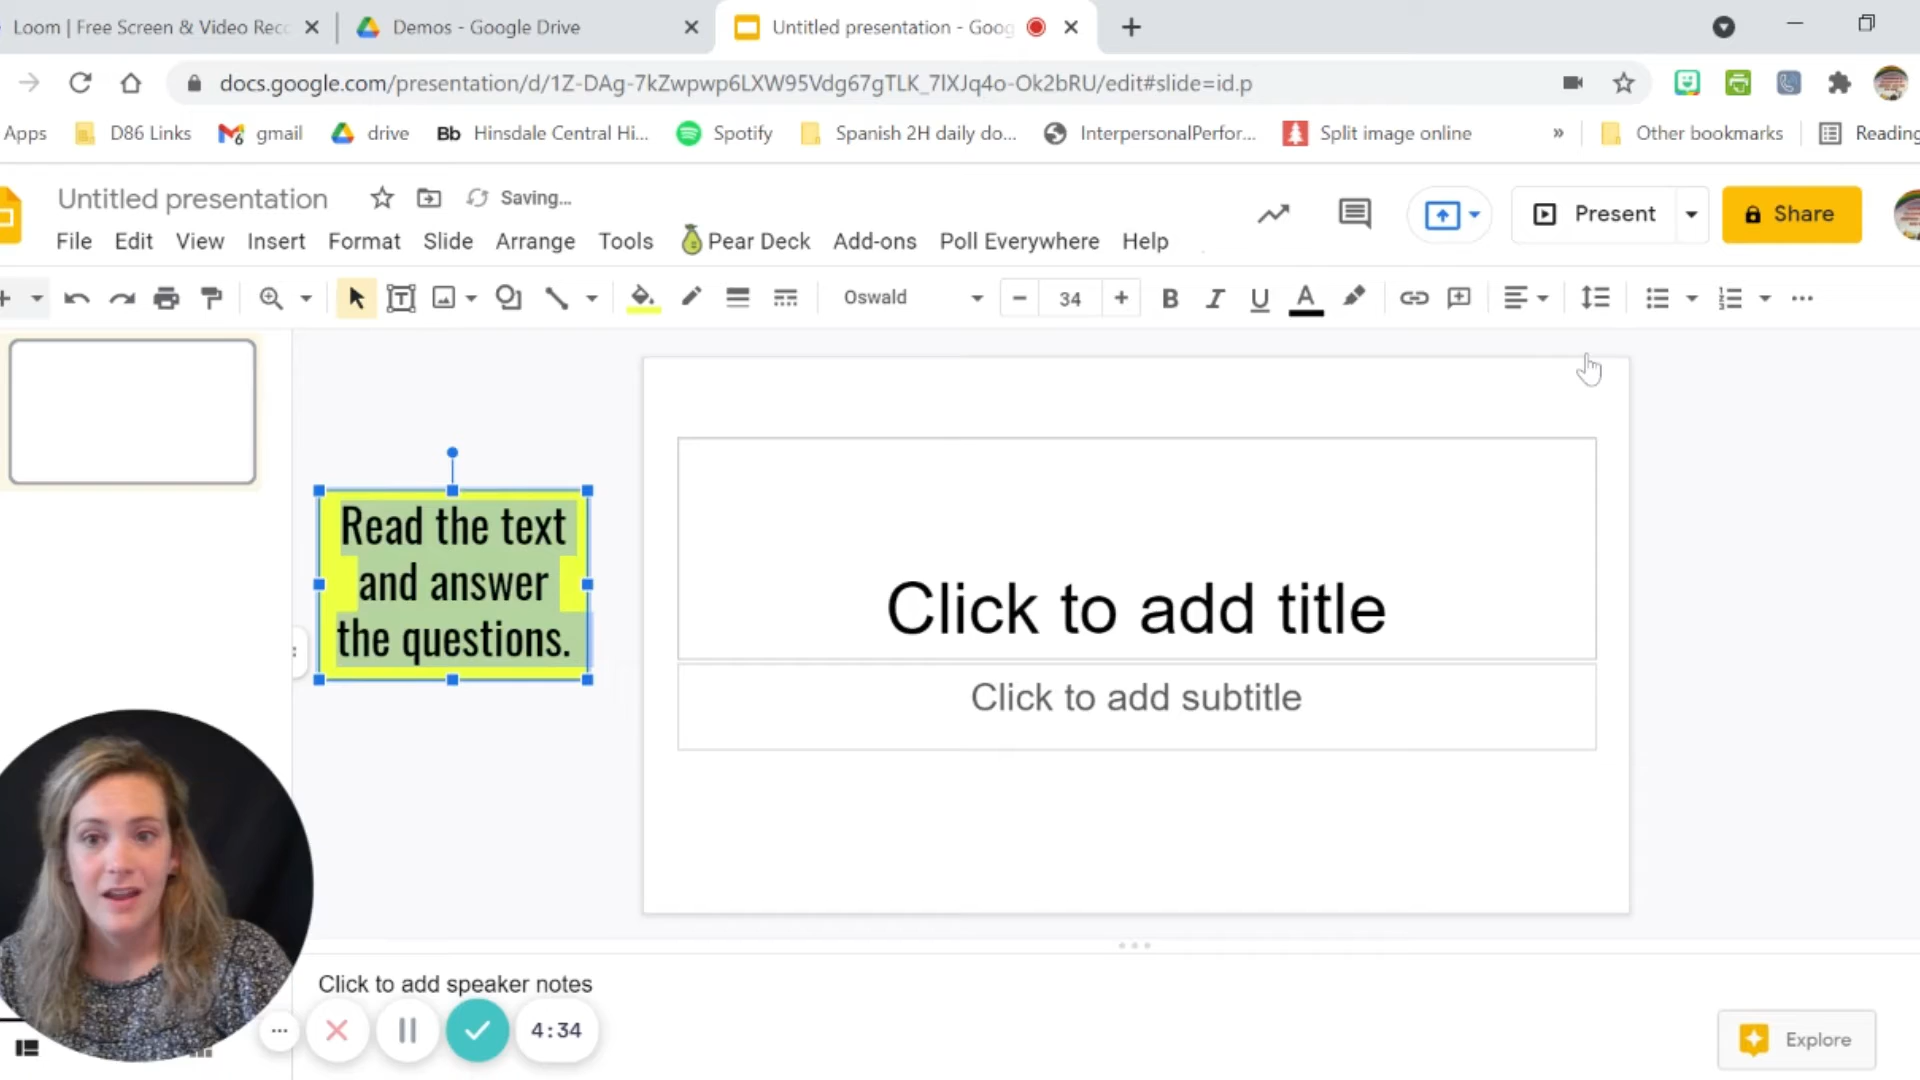 Loom | Free Screen & Video Reco
Demos - Google Drive
Untitled presentation - Goog
docs.google.com/presentation/d/1Z-DAg-7kZwpwp6LXW95Vdg67gTLK_7lXJq4o-Ok2bRU/edit#slide=id.p
Apps
D86 Links
gmail
drive
Bb Hinsdale Central Hi...
Spotify
Spanish 2H daily do...
InterpersonalPerfor...
Split image online
»
Other bookmarks
Reading
Untitled presentation
Saving...
Present
Share
File Edit View Insert Format Slide Arrange Tools Pear Deck Add-ons Poll Everywhere Help
Oswald
34
B I U A
Read the text
and answer
the questions.
Click to add title
Click to add subtitle
Click to add speaker notes
4:34
Explore